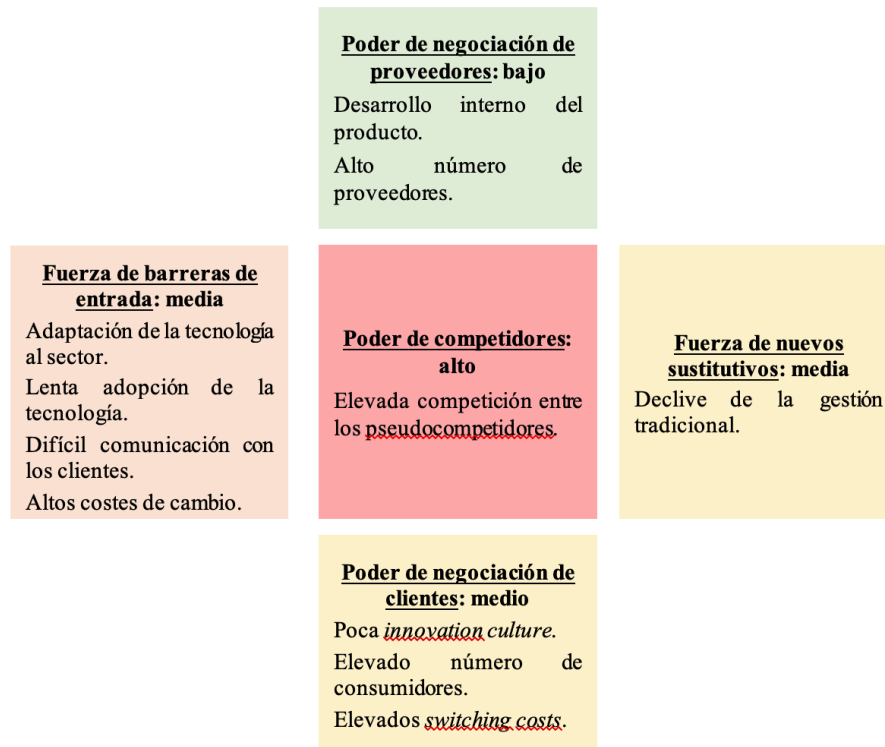 Poder de negociación de
proveedores: bajo
Desarrollo interno del
producto.
Alto número de
proveedores.
Fuerza de barreras de
entrada: media
Adaptación de la tecnología
al sector.
Lenta adopción de la
tecnología.
Difícil comunicación con
los clientes.
Altos costes de cambio.
Poder de competidores:
alto
Elevada competición entre
los pseudocompetidores.
Fuerza de nuevos
sustitutivos: media
Declive de la gestión
tradicional.
Poder de negociación de
clientes: medio
Poca innovation culture.
Elevado número de
consumidores.
Elevados switching costs.